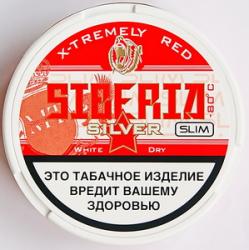 X-TREMELY RED
SIBERIA
-80°C
SILVER
SLIM
WHITE DRY
ЭТО ТАБАЧНОЕ ИЗДЕЛИЕ
ВРЕДИТ ВАШЕМУ
ЗДОРОВЬЮ